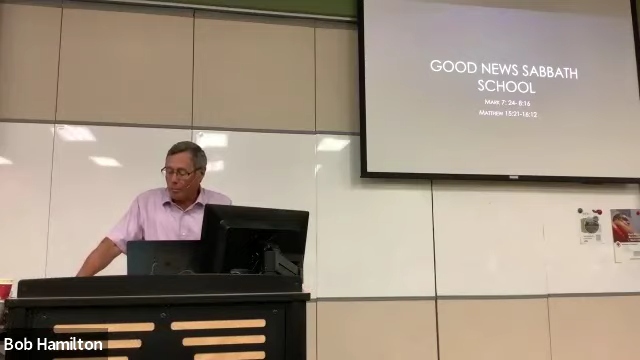 GOOD NEWS SABBATH
SCHOOL
MARK 7: 24- 8:16
MATTHEW 15:21-16:12
Bob Hamilton